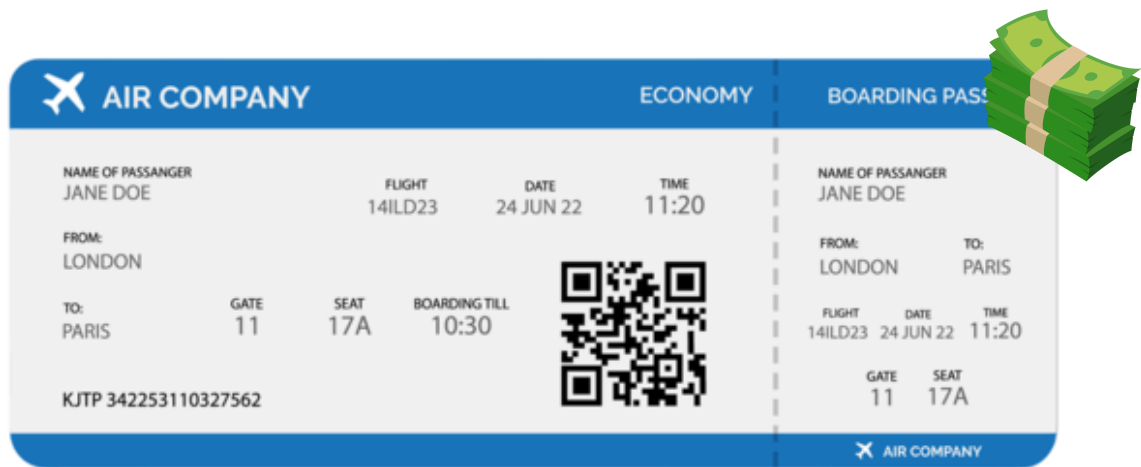 AIR COMPANY
ECONOMY
NAME OF PASSANGER
JANE DOE
FLIGHT DATE TIME
14ILD23 24 JUN 22 11:20
FROM:
LONDON
TO: GATE SEAT BOARDING TILL
PARIS 11 17A 10:30
KJTP 342253110327562
BOARDING PASS
NAME OF PASSANGER
JANE DOE
FROM: TO:
LONDON PARIS
FLIGHT DATE TIME
14ILD23 24 JUN 22 11:20
GATE SEAT
11 17A
AIR COMPANY